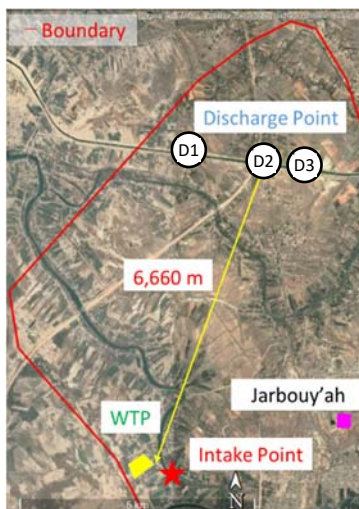 — Boundary
Discharge Point
D1
D2
D3
6,660 m
Jarbouy'ah
WTP
Intake Point
N